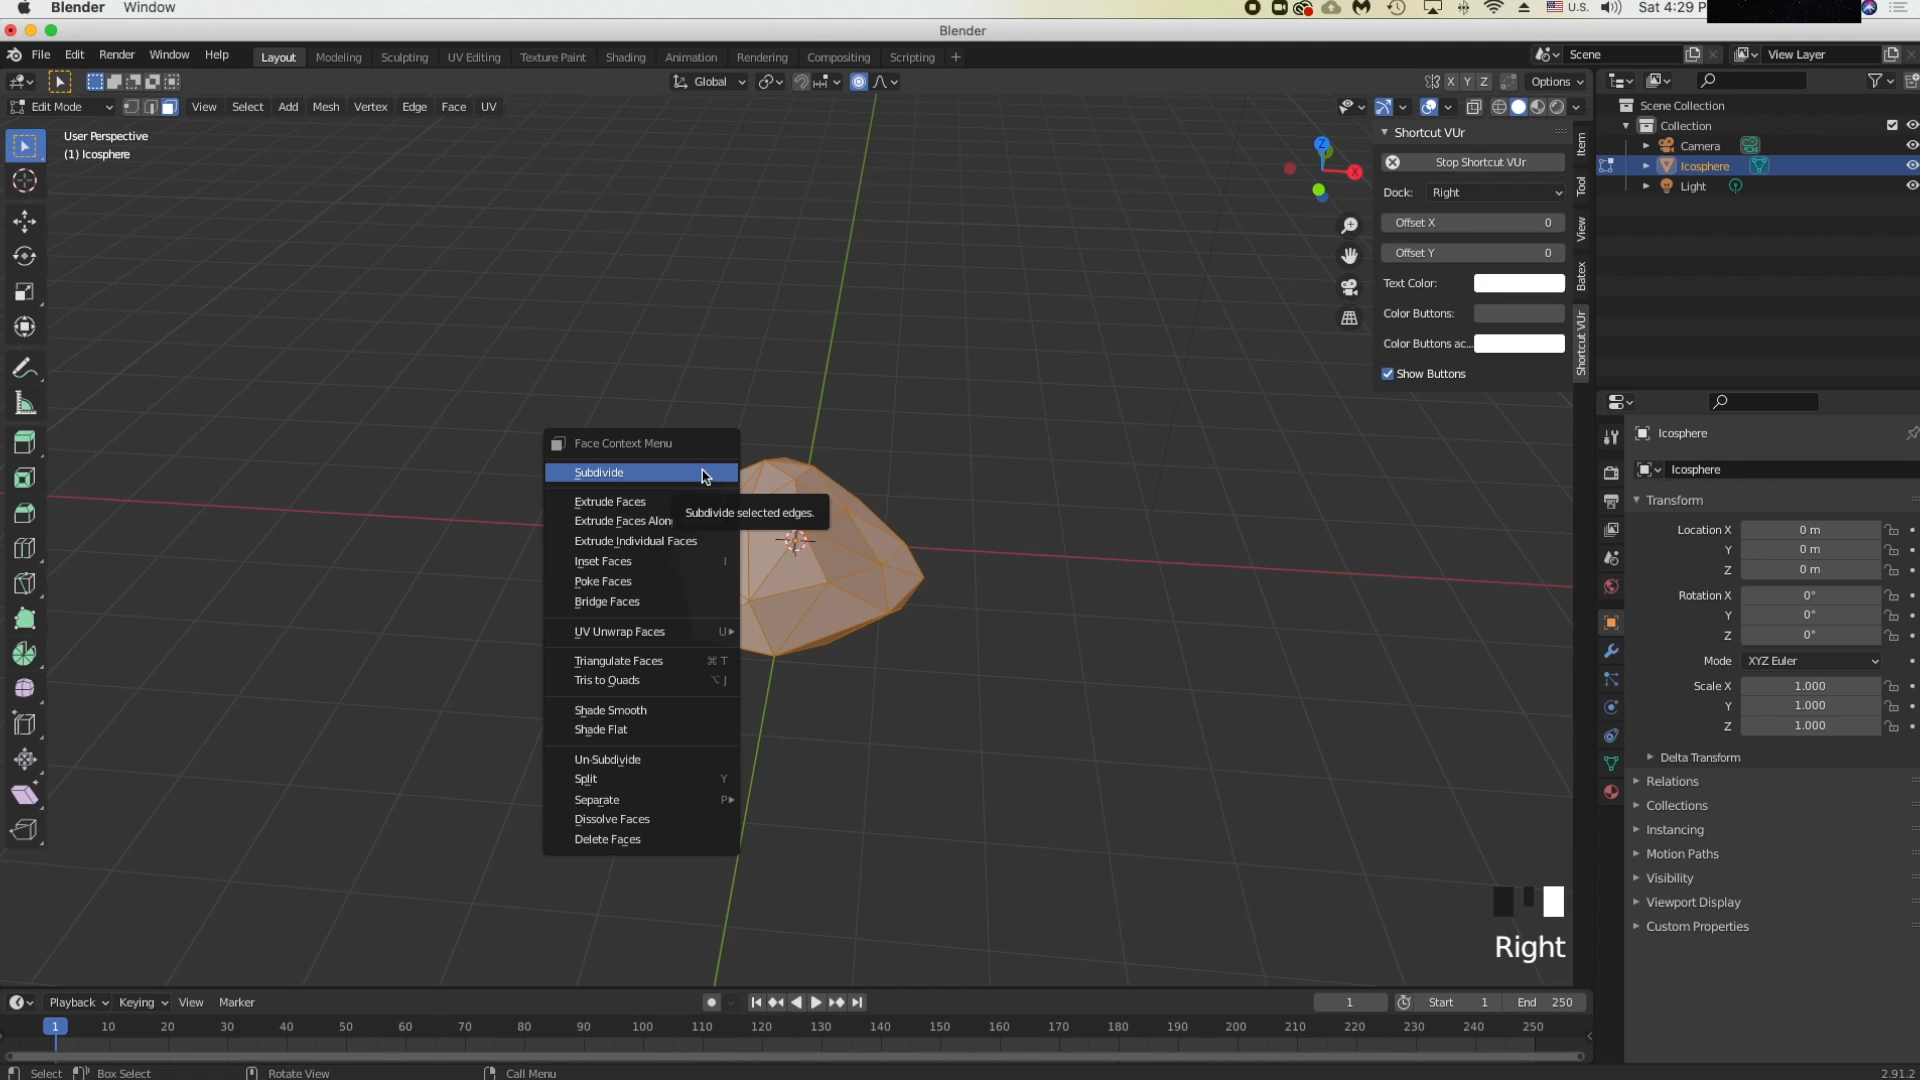 Blender Window
U.S. Sat 4:29 P
Blender
File Edit Render Window Help Layout Modeling Sculpting UV Editing Texture Paint Shading Animation Rendering Compositing Scripting + Scene View Layer
Global X Y Z Options
Edit Mode View Select Add Mesh Vertex Edge Face UV
User Perspective
(1) Icosphere
Z
X
Shortcut VUr
Stop Shortcut VUr
Dock: Right
Offset X 0
Offset Y 0
Text Color:
Color Buttons:
Color Buttons ac...
Show Buttons
Item
Tool
View
Batex
Shortcut VUr
Scene Collection
Collection
Camera
Icosphere
Light
Face Context Menu
Subdivide
Extrude Faces
Extrude Faces Alon
Subdivide selected edges.
Extrude Individual Faces
Inset Faces I
Poke Faces
Bridge Faces
UV Unwrap Faces U
Triangulate Faces ⌘ T
Tris to Quads ⌥ J
Shade Smooth
Shade Flat
Un-Subdivide
Split Y
Separate P
Dissolve Faces
Delete Faces
Icosphere
Icosphere
Transform
Location X 0 m
Y 0 m
Z 0 m
Rotation X 0°
Y 0°
Z 0°
Mode XYZ Euler
Scale X 1.000
Y 1.000
Z 1.000
Delta Transform
Relations
Collections
Instancing
Motion Paths
Visibility
Viewport Display
Custom Properties
Right
Playback Keying View Marker 1 Start 1 End 250
1 10 20 30 40 50 60 70 80 90 100 110 120 130 140 150 160 170 180 190 200 210 220 230 240 250
Select Box Select Rotate View Call Menu 2.91.2